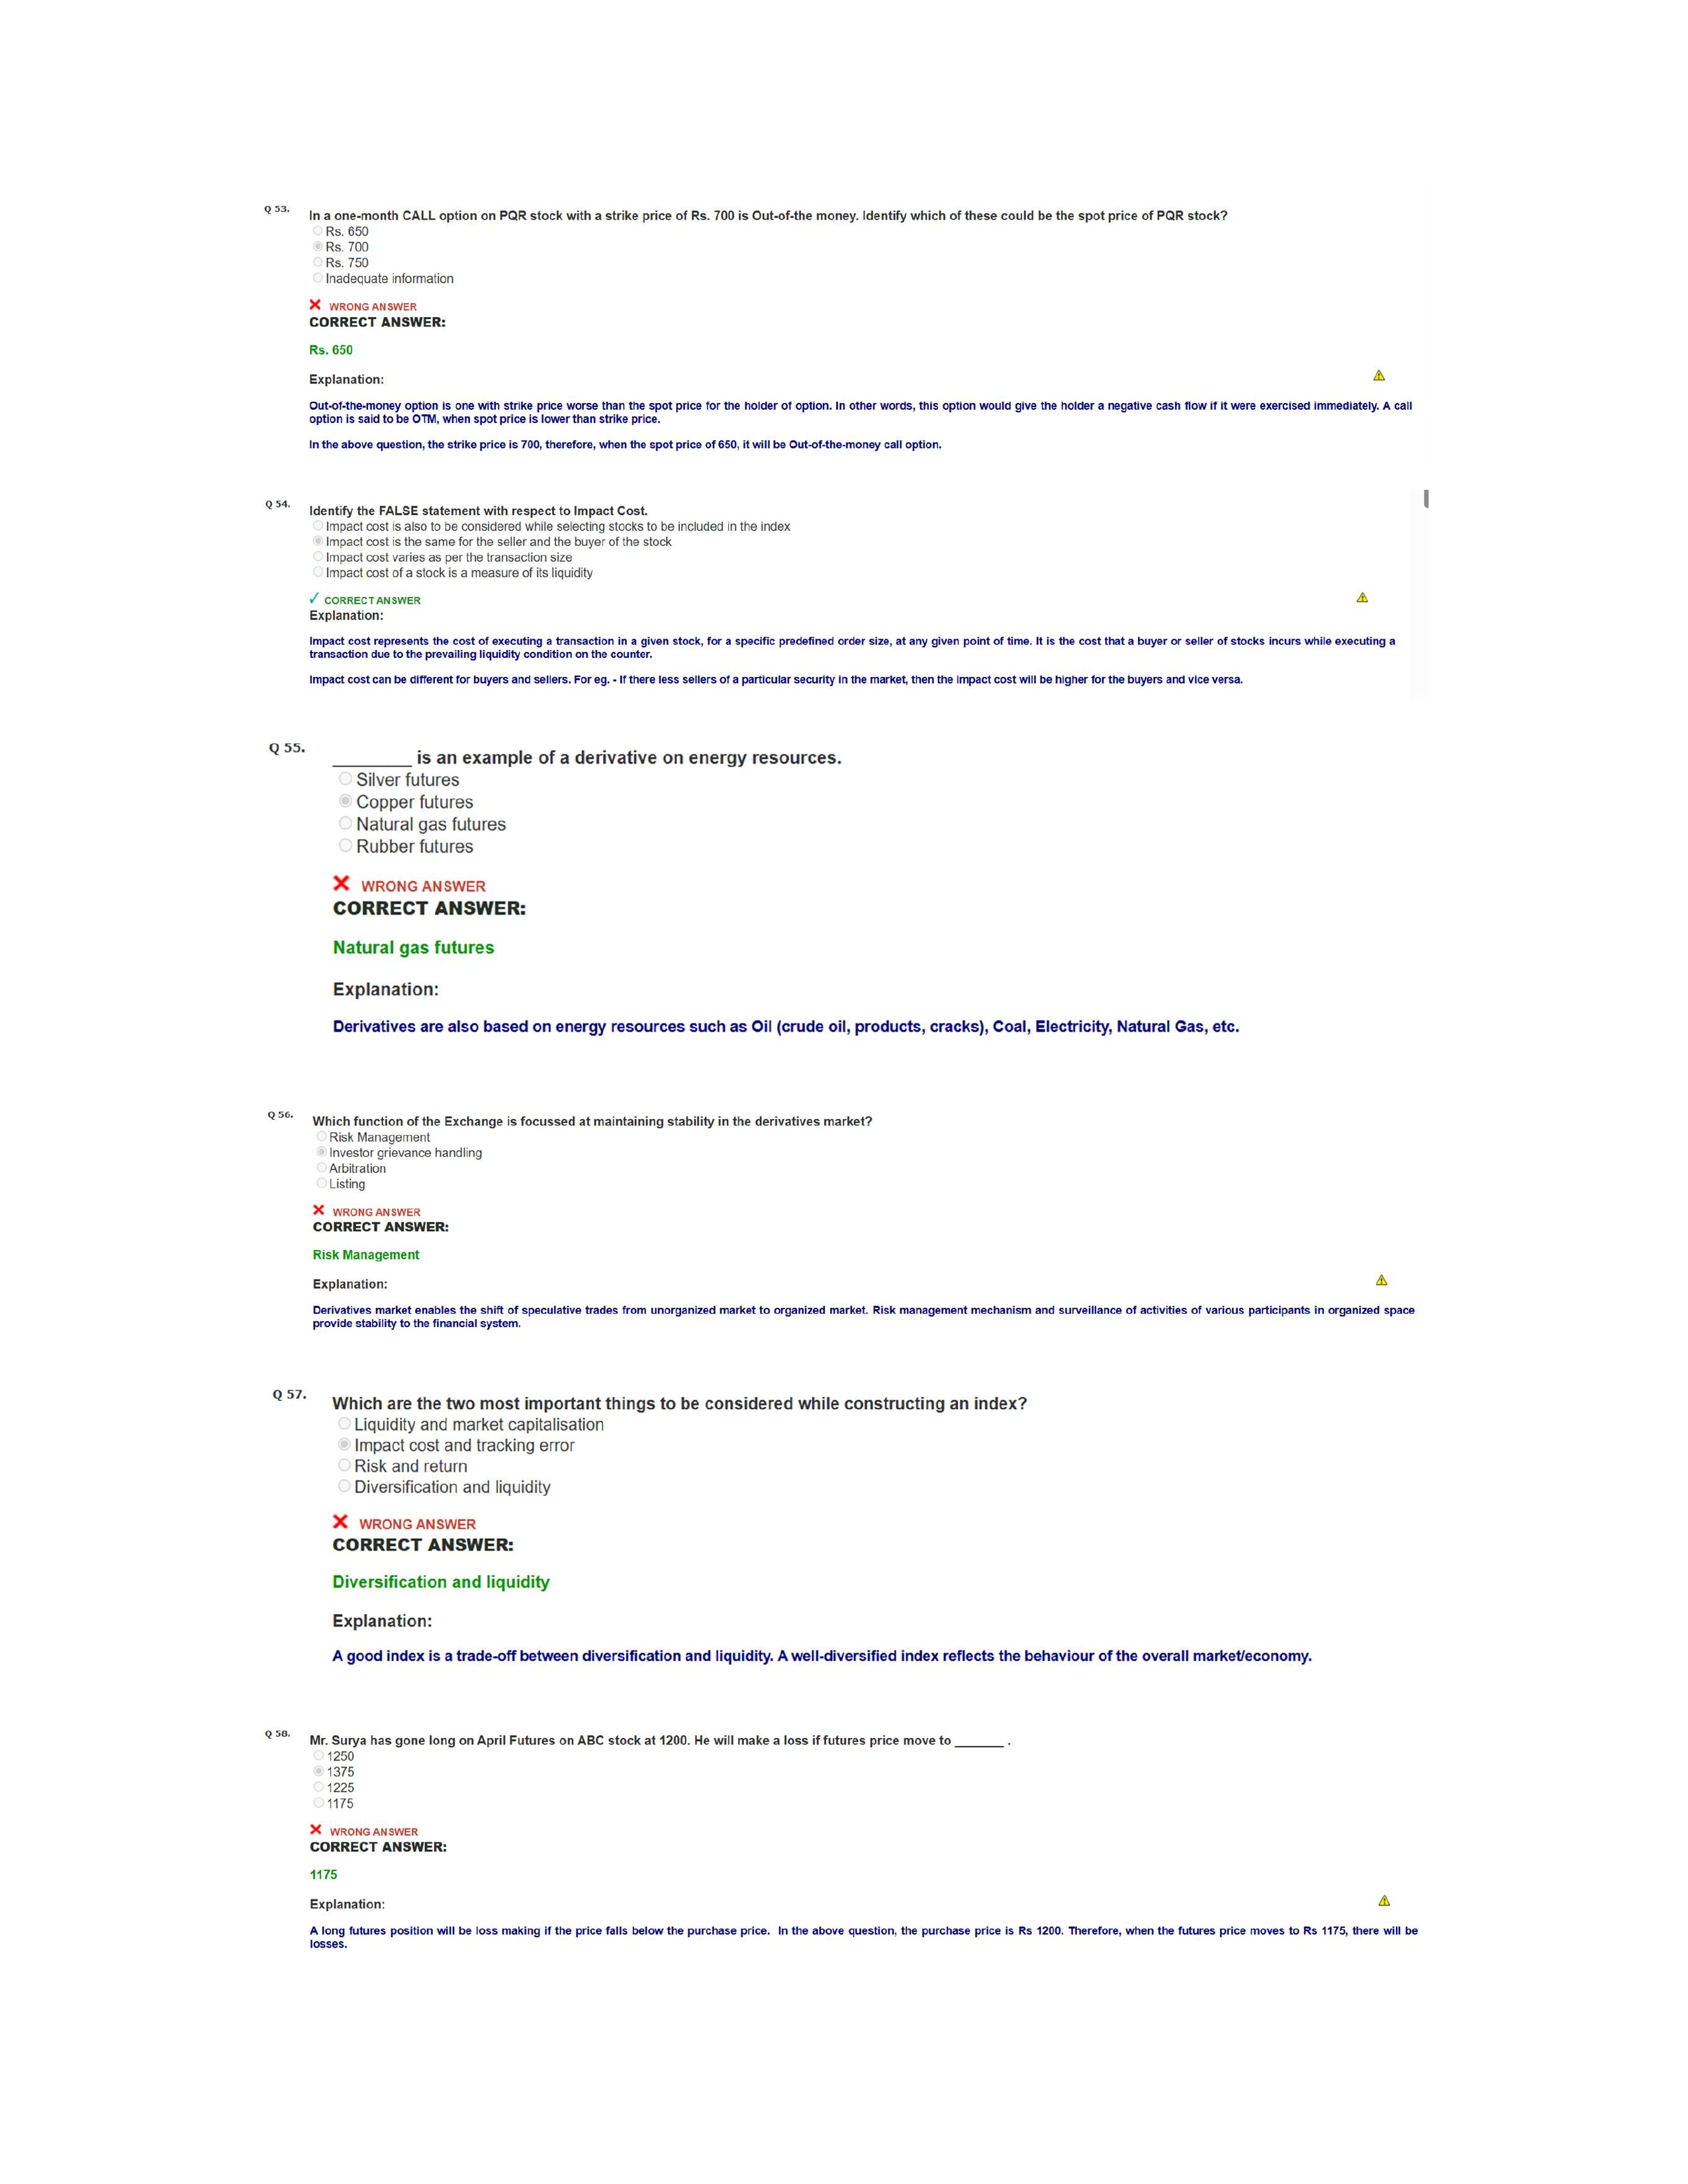 Q 53.
In a one-month CALL option on PQR stock with a strike price of Rs. 700 is Out-of-the money. Identify which of these could be the spot price of PQR stock?
Rs. 650
Rs. 700
Rs. 750
Inadequate information
WRONG ANSWER
CORRECT ANSWER:
Rs. 650
Explanation:
Out-of-the-money option is one with strike price worse than the spot price for the holder of option. In other words, this option would give the holder a negative cash flow if it were exercised immediately. A call
option is said to be OTM, when spot price is lower than strike price.
In the above question, the strike price is 700, therefore, when the spot price of 650, it will be Out-of-the-money call option.
Q 54.
Identify the FALSE statement with respect to Impact Cost.
Impact cost is also to be considered while selecting stocks to be included in the index
Impact cost is the same for the seller and the buyer of the stock
Impact cost varies as per the transaction size
Impact cost of a stock is a measure of its liquidity
✓ CORRECT ANSWER
Explanation:
Impact cost represents the cost of executing a transaction in a given stock, for a specific predefined order size, at any given point of time. It is the cost that a buyer or seller of stocks incurs while executing a
transaction due to the prevailing liquidity condition on the counter.
Impact cost can be different for buyers and sellers. For eg. - If there less sellers of a particular security in the market, then the impact cost will be higher for the buyers and vice versa.
Q 55.
________ is an example of a derivative on energy resources.
Silver futures
Copper futures
Natural gas futures
Rubber futures
WRONG ANSWER
CORRECT ANSWER:
Natural gas futures
Explanation:
Derivatives are also based on energy resources such as Oil (crude oil, products, cracks), Coal, Electricity, Natural Gas, etc.
Q 56.
Which function of the Exchange is focussed at maintaining stability in the derivatives market?
Risk Management
Investor grievance handling
Arbitration
Listing
WRONG ANSWER
CORRECT ANSWER:
Risk Management
Explanation:
Derivatives market enables the shift of speculative trades from unorganized market to organized market. Risk management mechanism and surveillance of activities of various participants in organized space
provide stability to the financial system.
Q 57.
Which are the two most important things to be considered while constructing an index?
Liquidity and market capitalisation
Impact cost and tracking error
Risk and return
Diversification and liquidity
WRONG ANSWER
CORRECT ANSWER:
Diversification and liquidity
Explanation:
A good index is a trade-off between diversification and liquidity. A well-diversified index reflects the behaviour of the overall market/economy.
Q 58.
Mr. Surya has gone long on April Futures on ABC stock at 1200. He will make a loss if futures price move to _______ .
1250
1375
1225
1175
WRONG ANSWER
CORRECT ANSWER:
1175
Explanation:
A long futures position will be loss making if the price falls below the purchase price. In the above question, the purchase price is Rs 1200. Therefore, when the futures price moves to Rs 1175, there will be
losses.